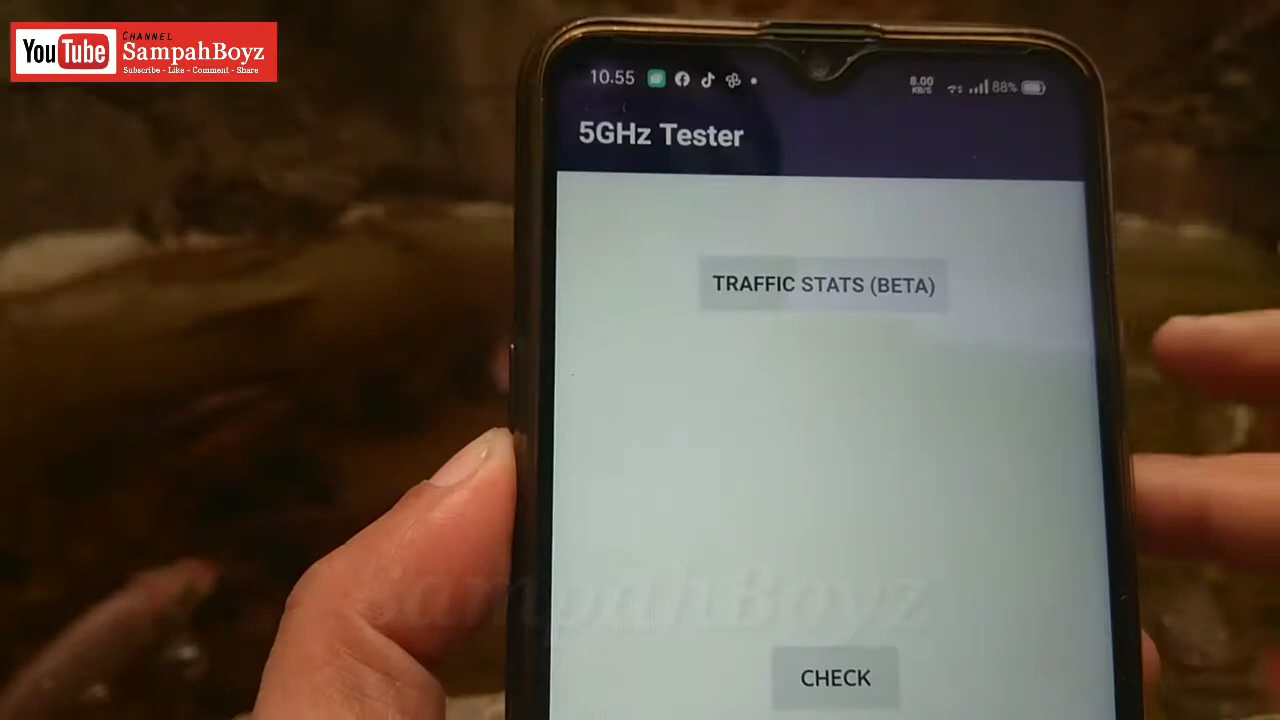 YouTube
CHANNEL
SampahBoyz
Subscribe - Like - Comment - Share
10.55
8.00
KB/S
88%
5GHz Tester
TRAFFIC STATS (BETA)
SampahBoyz
CHECK